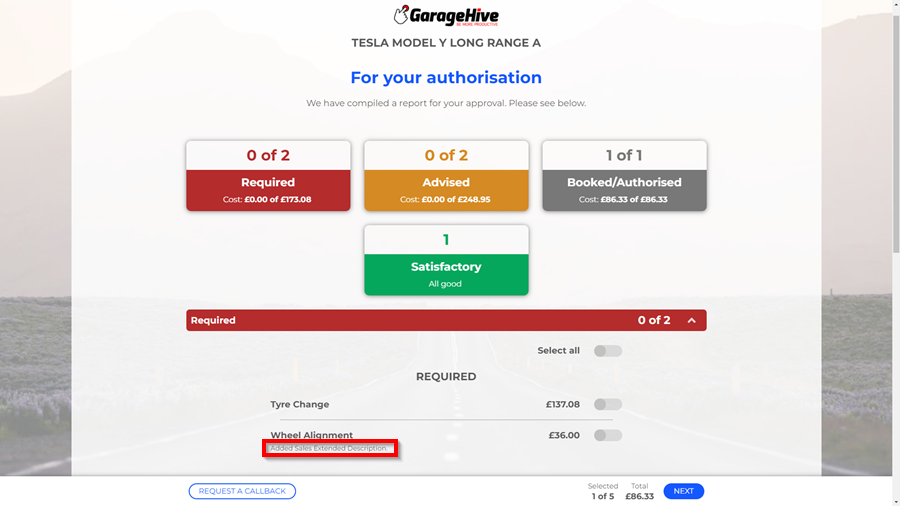 GarageHive
BE MORE PRODUCTIVE
TESLA MODEL Y LONG RANGE A
For your authorisation
We have compiled a report for your approval. Please see below.
0 of 2
Required
Cost: £0.00 of £173.08
0 of 2
Advised
Cost: £0.00 of £248.95
1 of 1
Booked/Authorised
Cost: £86.33 of £86.33
1
Satisfactory
All good
Required 0 of 2
Select all
REQUIRED
Tyre Change £137.08
Wheel Alignment £36.00
Added Sales Extended Description.
REQUEST A CALLBACK
Selected
1 of 5
Total
£86.33
NEXT